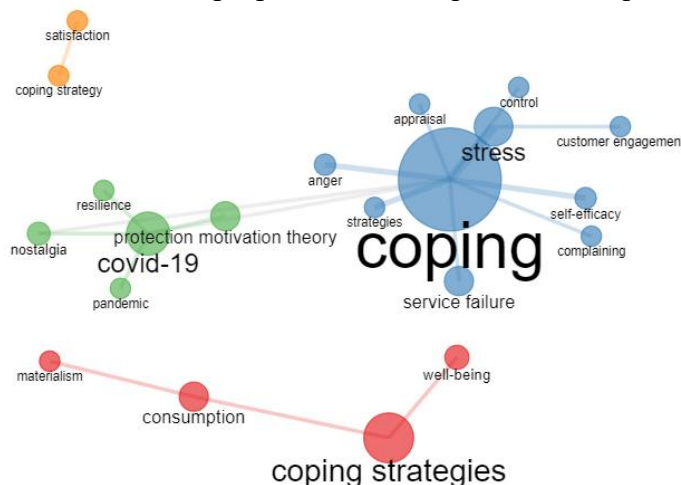 satisfaction
coping strategy
control
appraisal
customer engagemen
stress
anger
resilience
self-efficacy
strategies
nostalgia
protection motivation theory
complaining
covid-19
coping
pandemic
service failure
materialism
well-being
consumption
coping strategies